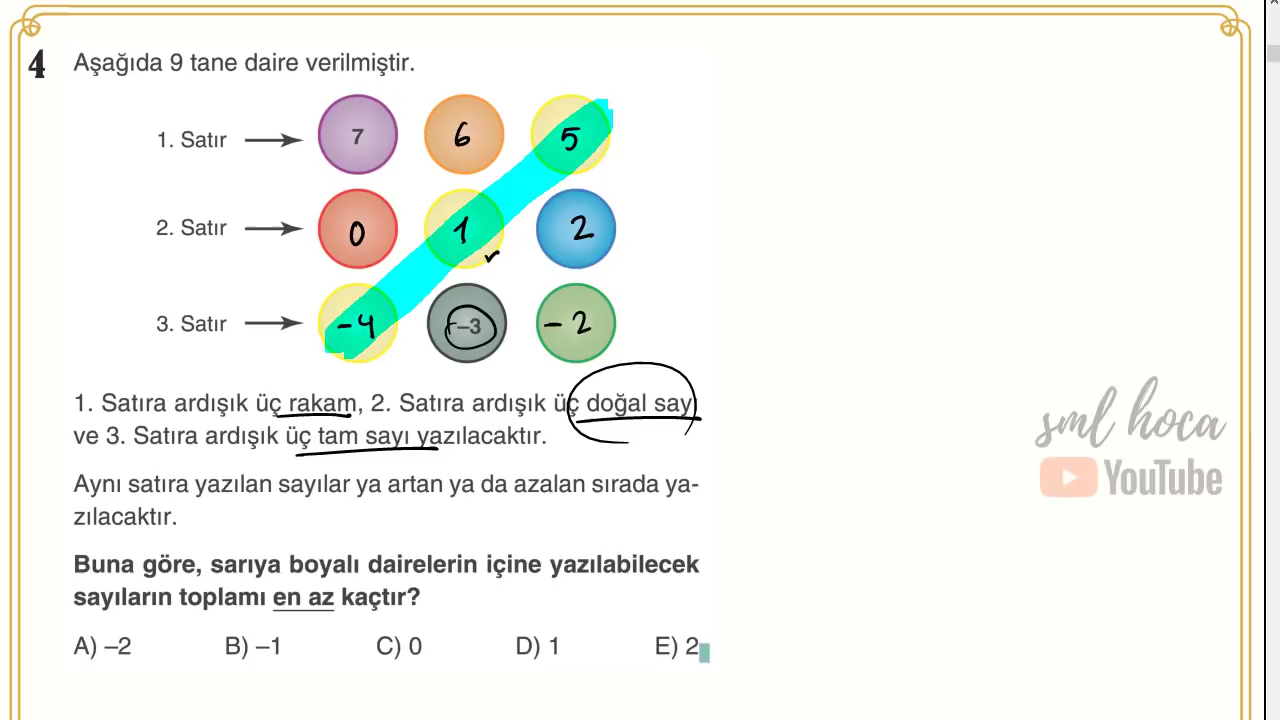 4 Aşağıda 9 tane daire verilmiştir.
1. Satır 7 6 5
2. Satır 0 1 2
3. Satır -4 –3 -2
1. Satıra ardışık üç rakam, 2. Satıra ardışık üç doğal say
ve 3. Satıra ardışık üç tam sayı yazılacaktır.
Aynı satıra yazılan sayılar ya artan ya da azalan sırada ya-
zılacaktır.
Buna göre, sarıya boyalı dairelerin içine yazılabilecek
sayıların toplamı en az kaçtır?
A) –2 B) –1 C) 0 D) 1 E) 2
sml hoca
YouTube